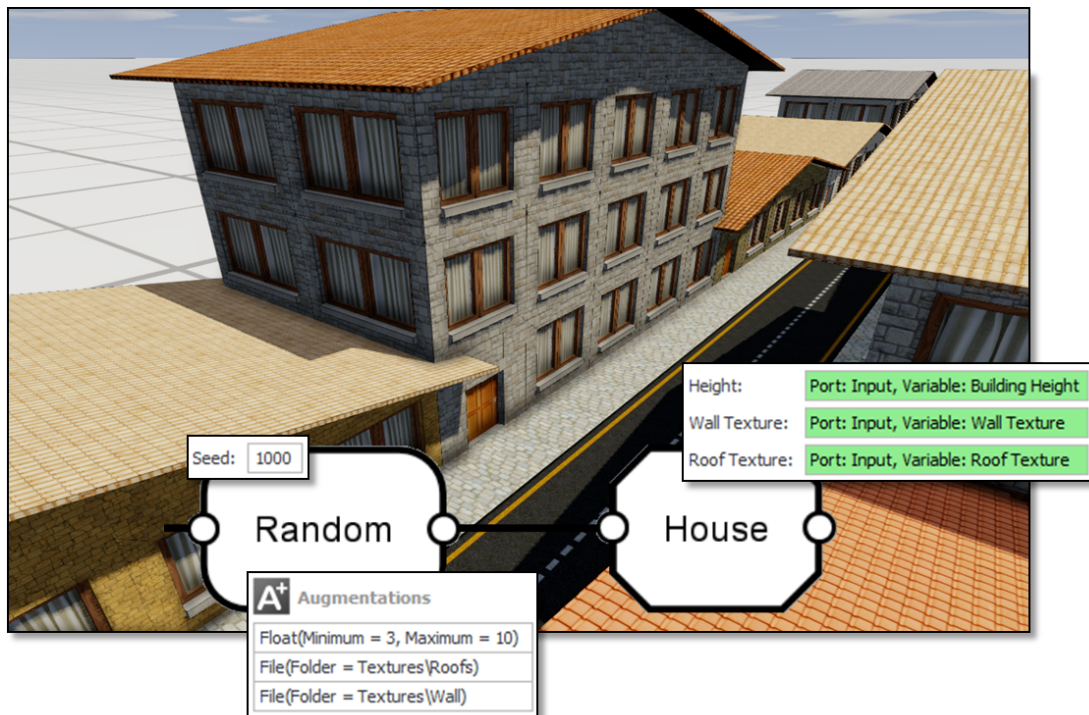 Height: Port: Input, Variable: Building Height
Wall Texture: Port: Input, Variable: Wall Texture
Roof Texture: Port: Input, Variable: Roof Texture
Seed: 1000
Random
House
A+ Augmentations
Float(Minimum = 3, Maximum = 10)
File(Folder = Textures\Roofs)
File(Folder = Textures\Wall)